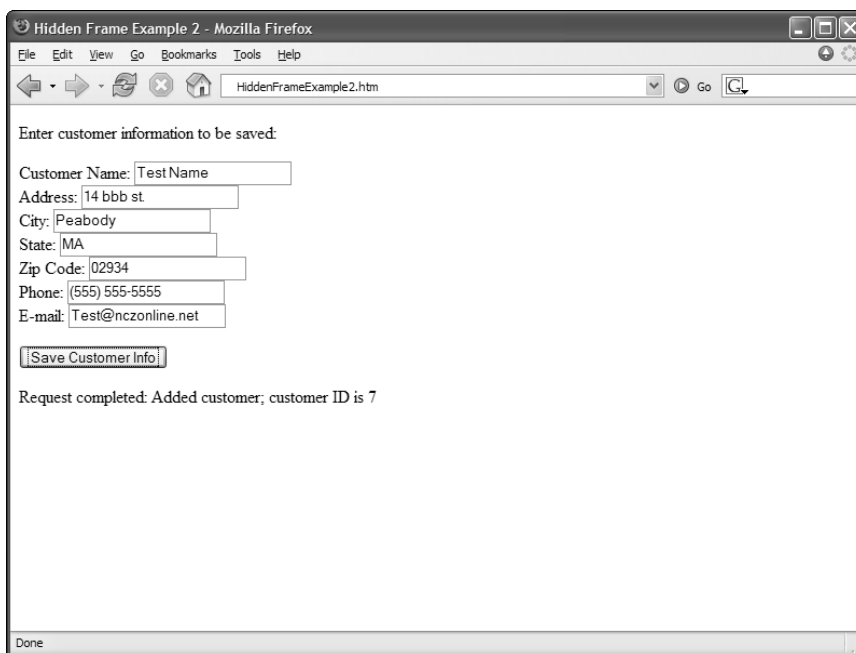 Hidden Frame Example 2 - Mozilla Firefox
File Edit View Go Bookmarks Tools Help
HiddenFrameExample2.htm Go G
Enter customer information to be saved:
Customer Name: Test Name
Address: 14 bbb st.
City: Peabody
State: MA
Zip Code: 02934
Phone: (555) 555-5555
E-mail: Test@nczonline.net
Save Customer Info
Request completed: Added customer; customer ID is 7
Done